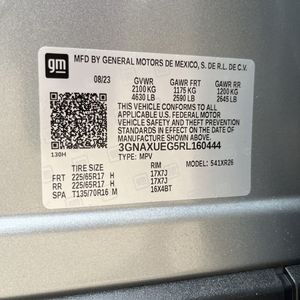 gm
MFD BY GENERAL MOTORS DE MEXICO, S. DE R.L. DE C.V.
08/23 GVWR GAWR FRT GAWR RR
2100 KG 1175 KG 1200 KG
4630 LB 2590 LB 2645 LB
THIS VEHICLE CONFORMS TO ALL
APPLICABLE U.S. FEDERAL MOTOR
VEHICLE SAFETY AND THEFT PREVENTION
STANDARDS IN EFFECT ON THE DATE OF
MANUFACTURE SHOWN ABOVE.
3GNAXUEG5RL160444
130H TYPE: MPV MODEL: 541XR26
TIRE SIZE RIM
FRT 225/65R17 H 17X7J
RR 225/65R17 H 17X7J
SPA T135/70R16 M 16X4BT